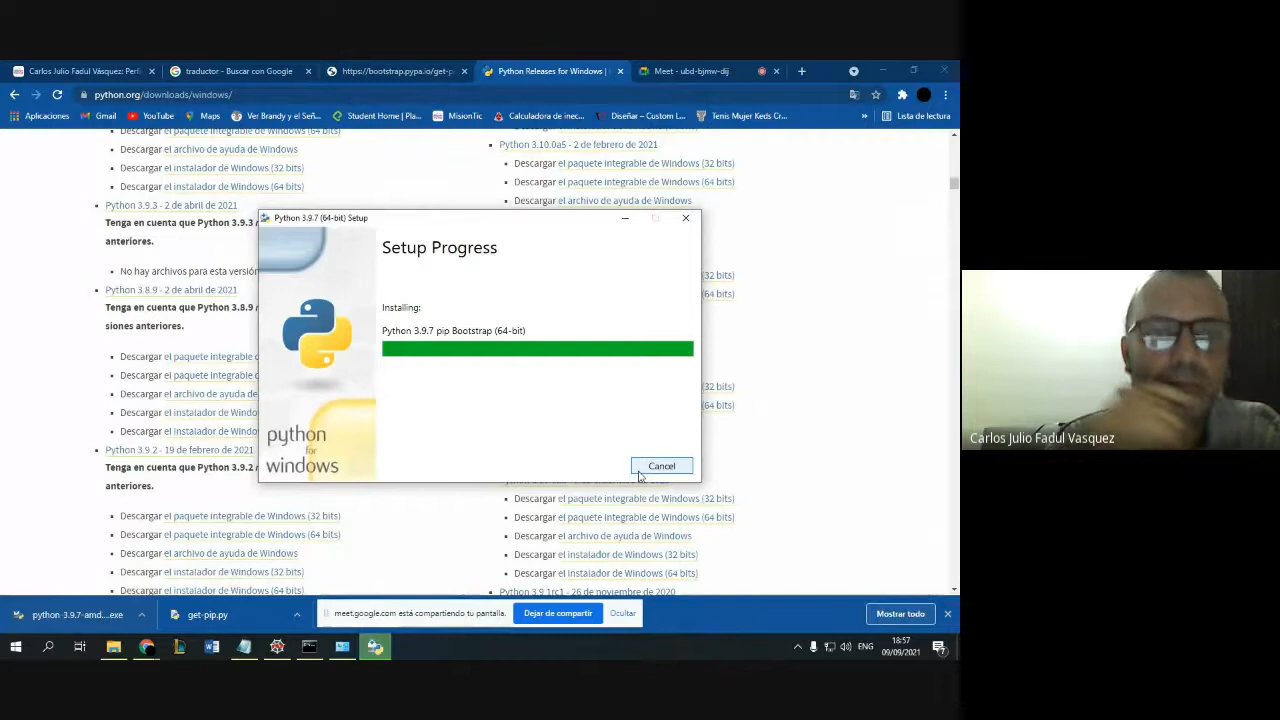 Carlos Julio Fadul Vásquez: Perfi
traductor - Buscar con Google
https://bootstrap.pypa.io/get-p
Python Releases for Windows |
Meet - ubd-bjmw-dij
python.org/downloads/windows/
Aplicaciones
Gmail
YouTube
Maps
Ver Brandy y el Señ...
Student Home | Pla...
MisionTic
Calculadora de inec...
Diseñar – Custom L...
Tenis Mujer Keds Cr...
»
Lista de lectura
Descargar el paquete integrable de Windows (64 bits)
Descargar el archivo de ayuda de Windows
Descargar el instalador de Windows (32 bits)
Descargar el instalador de Windows (64 bits)
Python 3.9.3 - 2 de abril de 2021
Tenga en cuenta que Python 3.9.3
anteriores.
No hay archivos para esta versión
Python 3.8.9 - 2 de abril de 2021
Tenga en cuenta que Python 3.8.9
siones anteriores.
Descargar el paquete integrable
Descargar el paquete integrable
Descargar el archivo de ayuda de
Descargar el instalador de Windo
Descargar el instalador de Windo
Python 3.9.2 - 19 de febrero de 2021
Tenga en cuenta que Python 3.9.2
anteriores.
Descargar el paquete integrable de Windows (32 bits)
Descargar el paquete integrable de Windows (64 bits)
Descargar el archivo de ayuda de Windows
Descargar el instalador de Windows (32 bits)
Descargar el instalador de Windows (64 bits)
Python 3.10.0a5 - 2 de febrero de 2021
Descargar el paquete integrable de Windows (32 bits)
Descargar el paquete integrable de Windows (64 bits)
Descargar el archivo de ayuda de Windows
(32 bits)
(64 bits)
(32 bits)
(64 bits)
Descargar el paquete integrable de Windows (32 bits)
Descargar el paquete integrable de Windows (64 bits)
Descargar el archivo de ayuda de Windows
Descargar el instalador de Windows (32 bits)
Descargar el instalador de Windows (64 bits)
Python 3.9.1rc1 - 26 de noviembre de 2020
Python 3.9.7 (64-bit) Setup
Setup Progress
Installing:
Python 3.9.7 pip Bootstrap (64-bit)
python
for
windows
Cancel
python-3.9.7-amd....exe
get-pip.py
meet.google.com está compartiendo tu pantalla.
Dejar de compartir
Ocultar
Mostrar todo
ENG
18:57
09/09/2021
Carlos Julio Fadul Vasquez